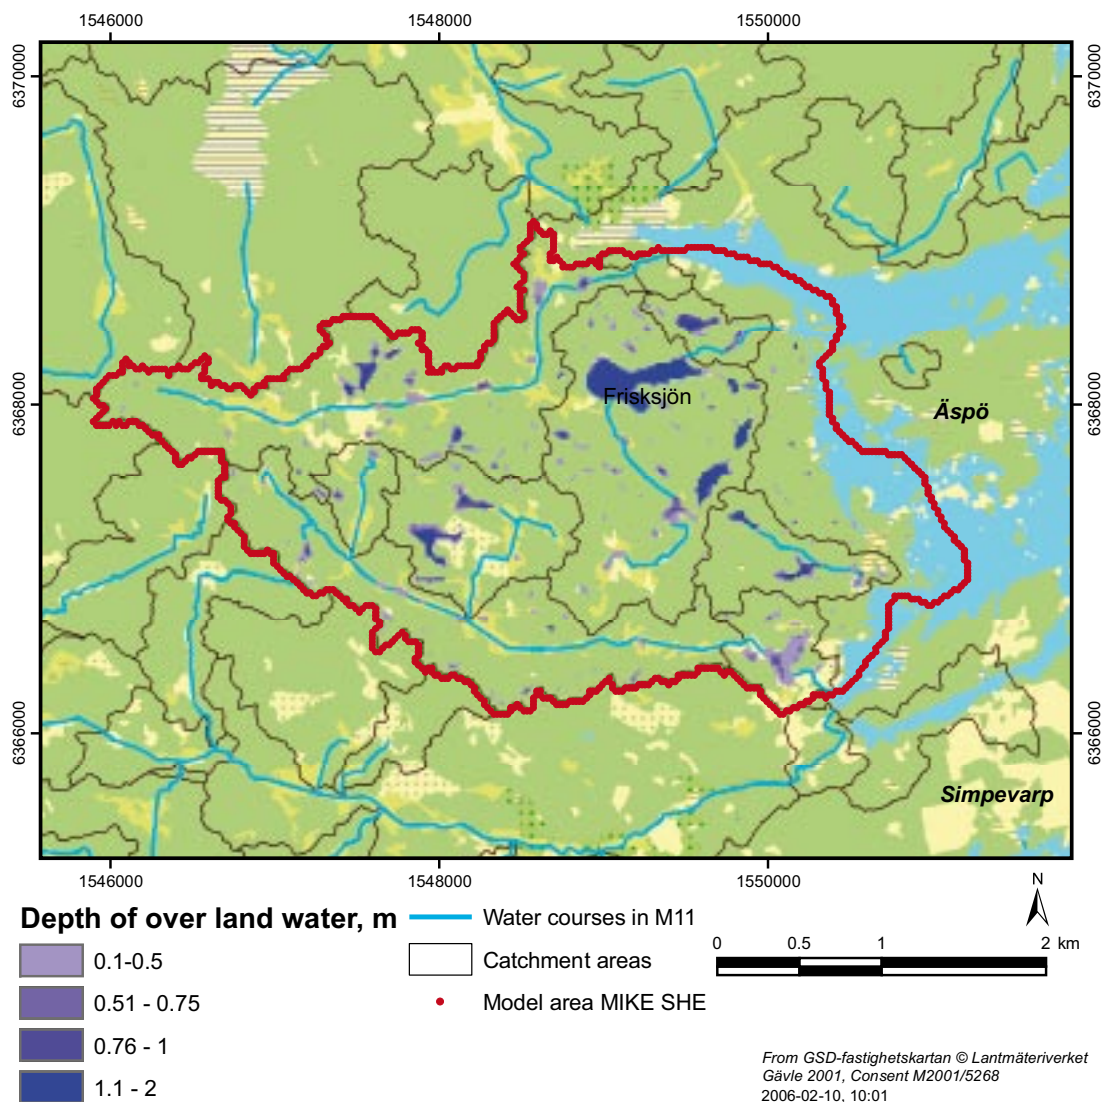 1546000
1548000
1550000
6370000
6370000
Frisksjön
6368000
6368000
Äspö
6366000
6366000
Simpevarp
1546000
1548000
1550000
N
Depth of over land water, m
0.1-0.5
0.51 - 0.75
0.76 - 1
1.1 - 2
Water courses in M11
Catchment areas
Model area MIKE SHE
0 0.5 1 2 km
From GSD-fastighetskartan © Lantmäteriverket
Gävle 2001, Consent M2001/5268
2006-02-10, 10:01